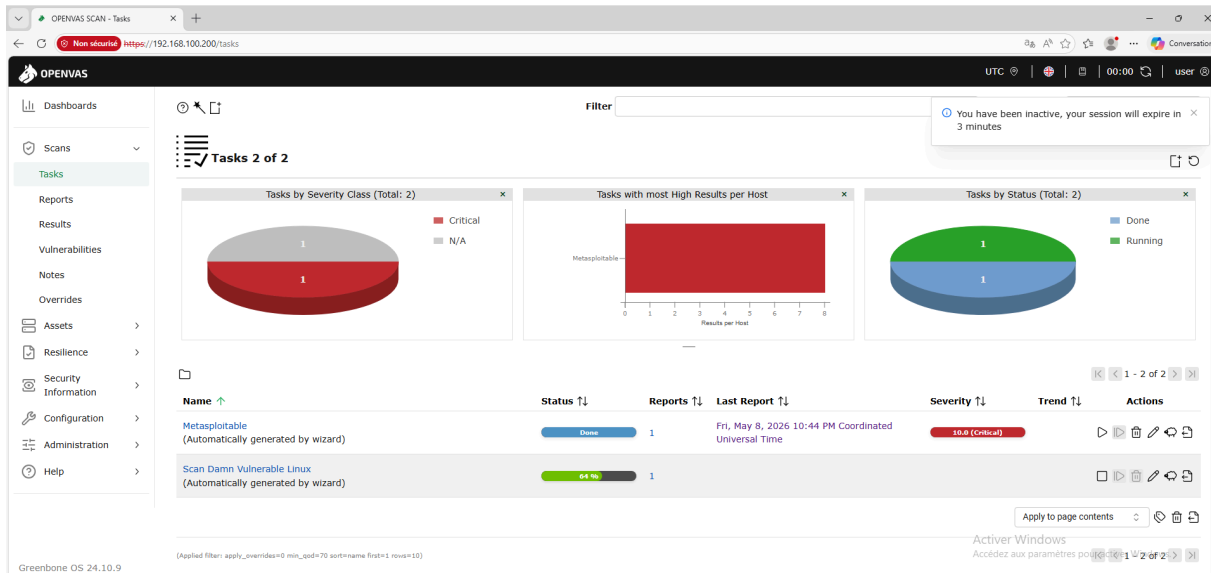 OPENVAS SCAN - Tasks
Non sécurisé https://192.168.100.200/tasks
Conversation
OPENVAS
UTC
00:00
user
Dashboards
Scans
Tasks
Reports
Results
Vulnerabilities
Notes
Overrides
Assets
Resilience
Security
Information
Configuration
Administration
Help
Greenbone OS 24.10.9
Filter
You have been inactive, your session will expire in
3 minutes
Tasks 2 of 2
Tasks by Severity Class (Total: 2)
Critical
N/A
1
1
Tasks with most High Results per Host
Metasploitable
0 1 2 3 4 5 6 7 8
Results per Host
Tasks by Status (Total: 2)
Done
Running
1
1
1 - 2 of 2
Name Status Reports Last Report Severity Trend Actions
Metasploitable
(Automatically generated by wizard)
Done
1
Fri, May 8, 2026 10:44 PM Coordinated
Universal Time
10.0 (Critical)
Scan Damn Vulnerable Linux
(Automatically generated by wizard)
64 %
1
Apply to page contents
(Applied filter: apply_overrides=0 min_qod=70 sort=name first=1 rows=10)
1 - 2 of 2
Activer Windows
Accédez aux paramètres